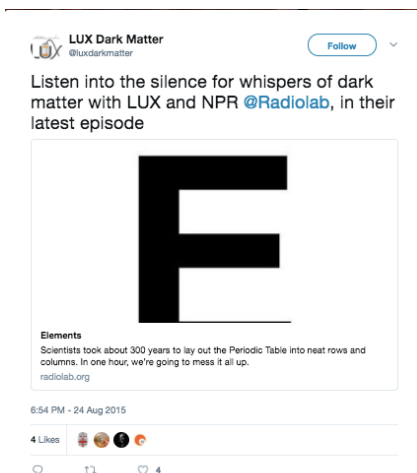 LUX Dark Matter
@luxdarkmatter
Follow
Listen into the silence for whispers of dark
matter with LUX and NPR @Radiolab, in their
latest episode
E
Elements
Scientists took about 300 years to lay out the Periodic Table into neat rows and
columns. In one hour, we're going to mess it all up.
radiolab.org
6:54 PM - 24 Aug 2015
4 Likes
4